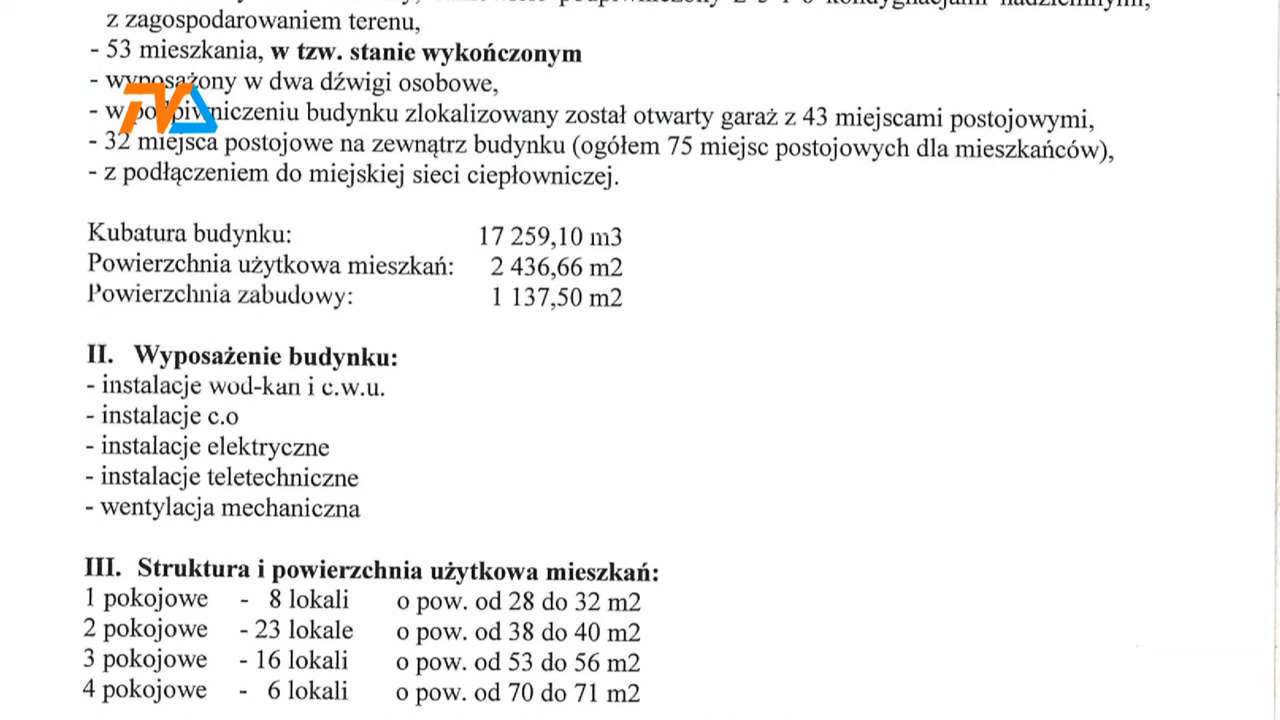 z zagospodarowaniem terenu,
- 53 mieszkania, w tzw. stanie wykończonym
- wyposażony w dwa dźwigi osobowe,
- w podpiwniczeniu budynku zlokalizowany został otwarty garaż z 43 miejscami postojowymi,
- 32 miejsca postojowe na zewnątrz budynku (ogółem 75 miejsc postojowych dla mieszkańców),
- z podłączeniem do miejskiej sieci ciepłowniczej.
Kubatura budynku: 17 259,10 m3
Powierzchnia użytkowa mieszkań: 2 436,66 m2
Powierzchnia zabudowy: 1 137,50 m2
II. Wyposażenie budynku:
- instalacje wod-kan i c.w.u.
- instalacje c.o
- instalacje elektryczne
- instalacje teletechniczne
- wentylacja mechaniczna
III. Struktura i powierzchnia użytkowa mieszkań:
1 pokojowe - 8 lokali o pow. od 28 do 32 m2
2 pokojowe - 23 lokale o pow. od 38 do 40 m2
3 pokojowe - 16 lokali o pow. od 53 do 56 m2
4 pokojowe - 6 lokali o pow. od 70 do 71 m2